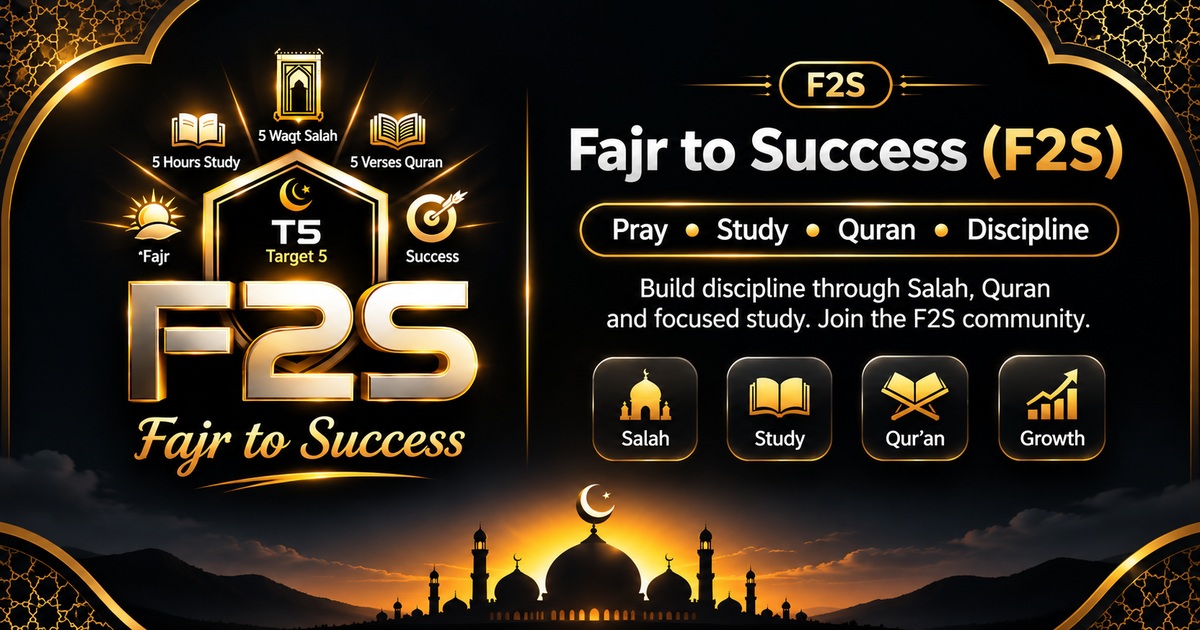 5 Waqt Salah
5 Hours Study
5 Verses Quran
*Fajr
T5
Target 5
Success
F2S
Fajr to Success
F2S
Fajr to Success (F2S)
Pray • Study • Quran • Discipline
Build discipline through Salah, Quran
and focused study. Join the F2S community.
Salah
Study
Qur'an
Growth